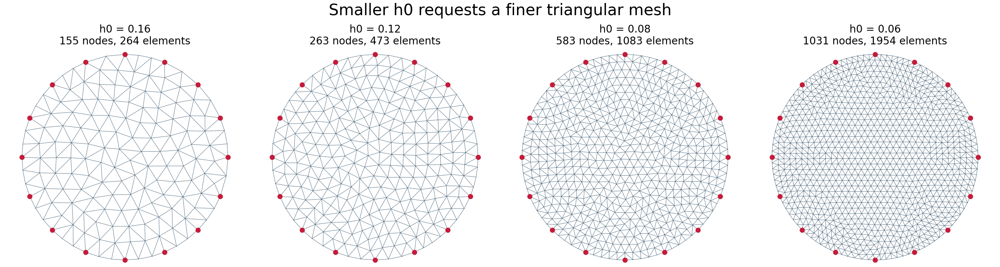 Smaller h0 requests a finer triangular mesh
h0 = 0.16
155 nodes, 264 elements
h0 = 0.12
263 nodes, 473 elements
h0 = 0.08
583 nodes, 1083 elements
h0 = 0.06
1031 nodes, 1954 elements